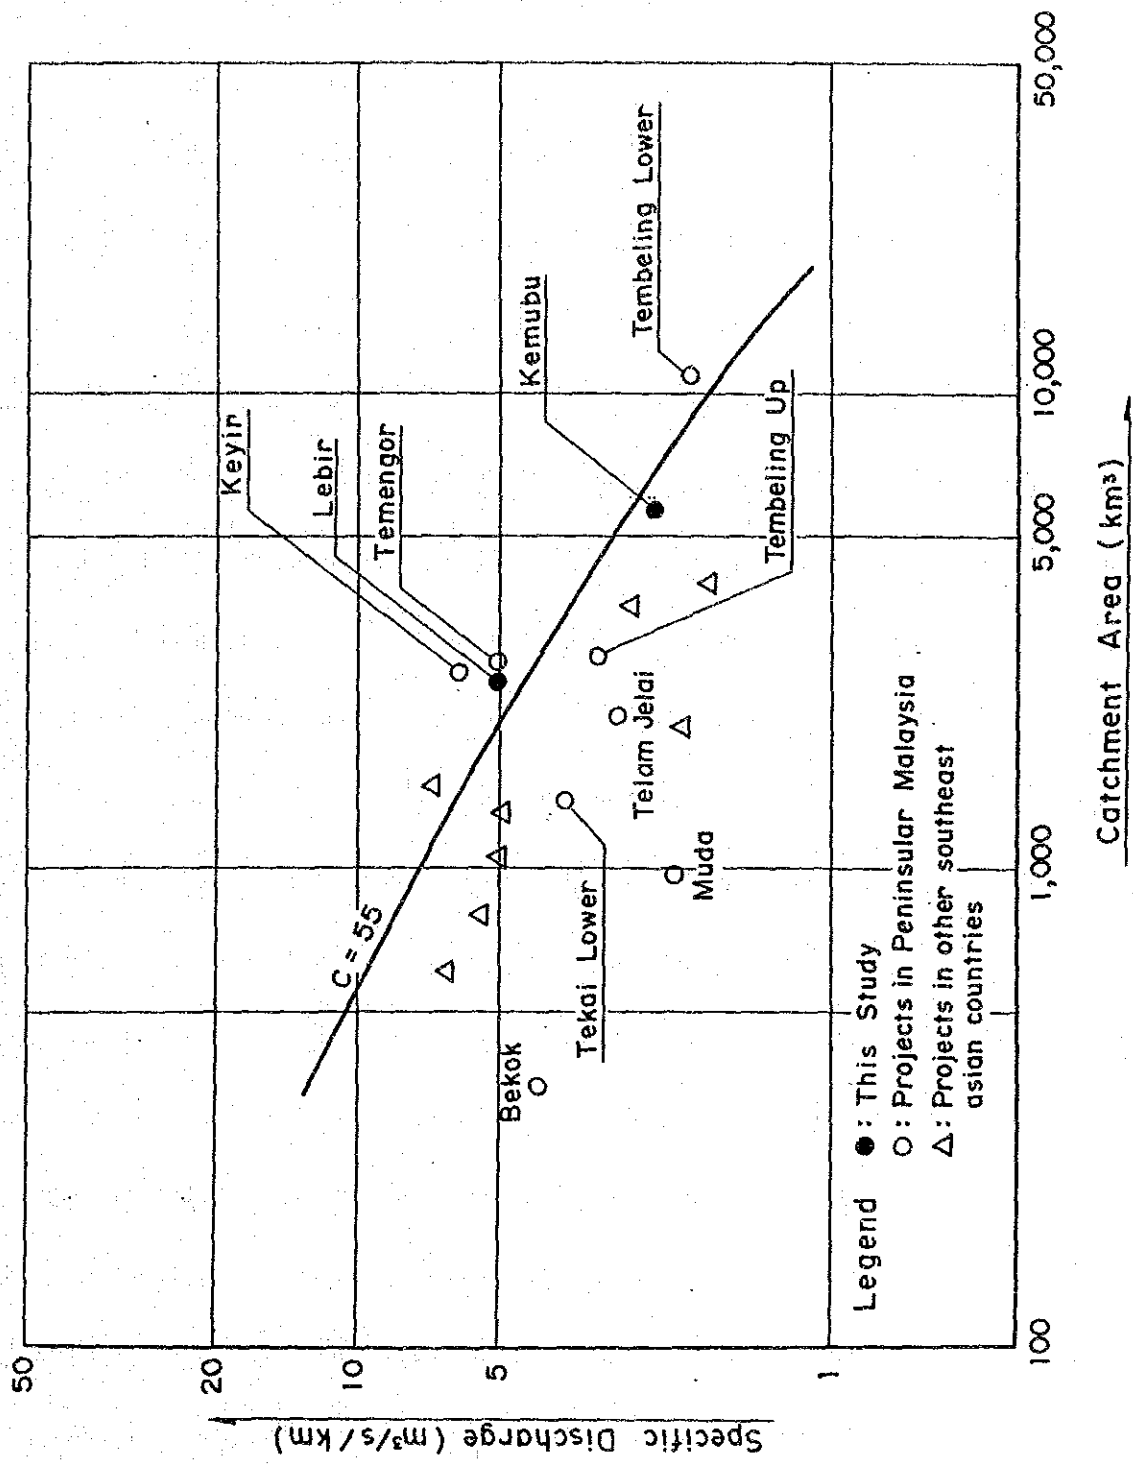 50
20
10
5
1
Specific Discharge (m³/s/km)
100
1,000
5,000
10,000
50,000
Catchment Area (km³)
C = 55
Keyir
Lebir
Temengor
Kemubu
Tembeling Lower
Tembeling Up
Telam Jelai
Tekai Lower
Muda
Bekok
Legend
●: This Study
○: Projects in Peninsular Malaysia
△: Projects in other southeast
asian countries